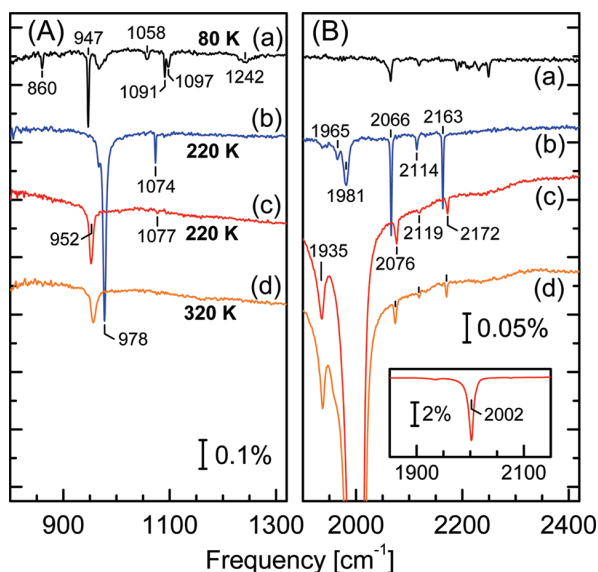 (A)
947
80 K
1058
(a)
860
1091
1097
1242
(b)
220 K
1074
(c)
952
220 K
1077
(d)
320 K
978
0.1%
900
1100
1300
(B)
(a)
1965
2066
2163
(b)
1981
2114
(c)
1935
2119
2172
2076
(d)
0.05%
2%
2002
1900
2100
2000
2200
2400
Frequency [cm-1]